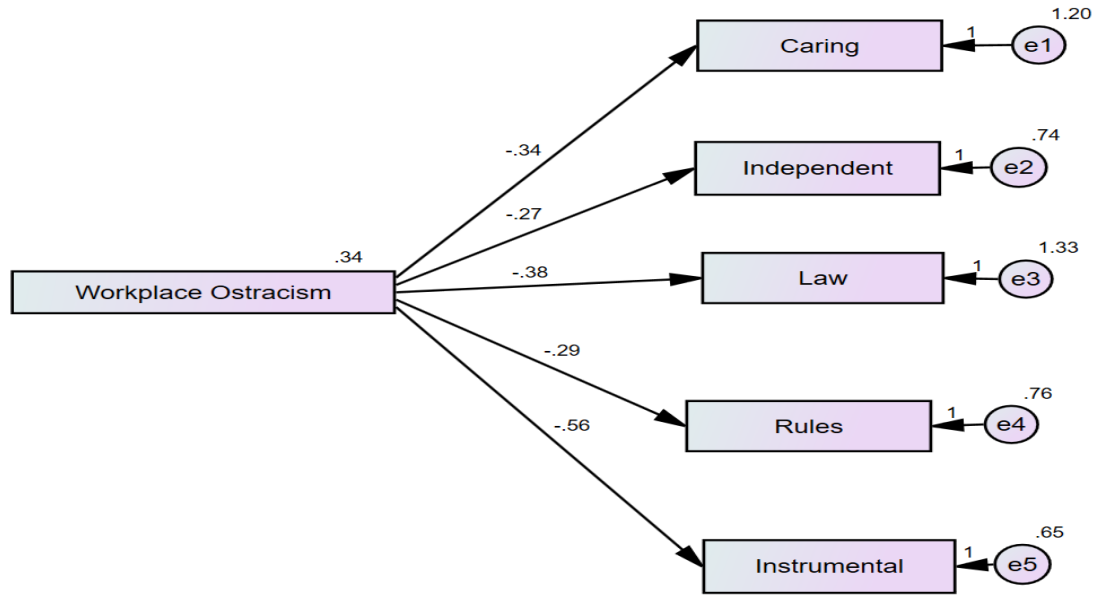 1.20
Caring
1
e1
-.34
.74
Independent
1
e2
-.27
.34
Workplace Ostracism
-.38
1.33
Law
1
e3
-.29
.76
Rules
1
e4
-.56
.65
Instrumental
1
e5